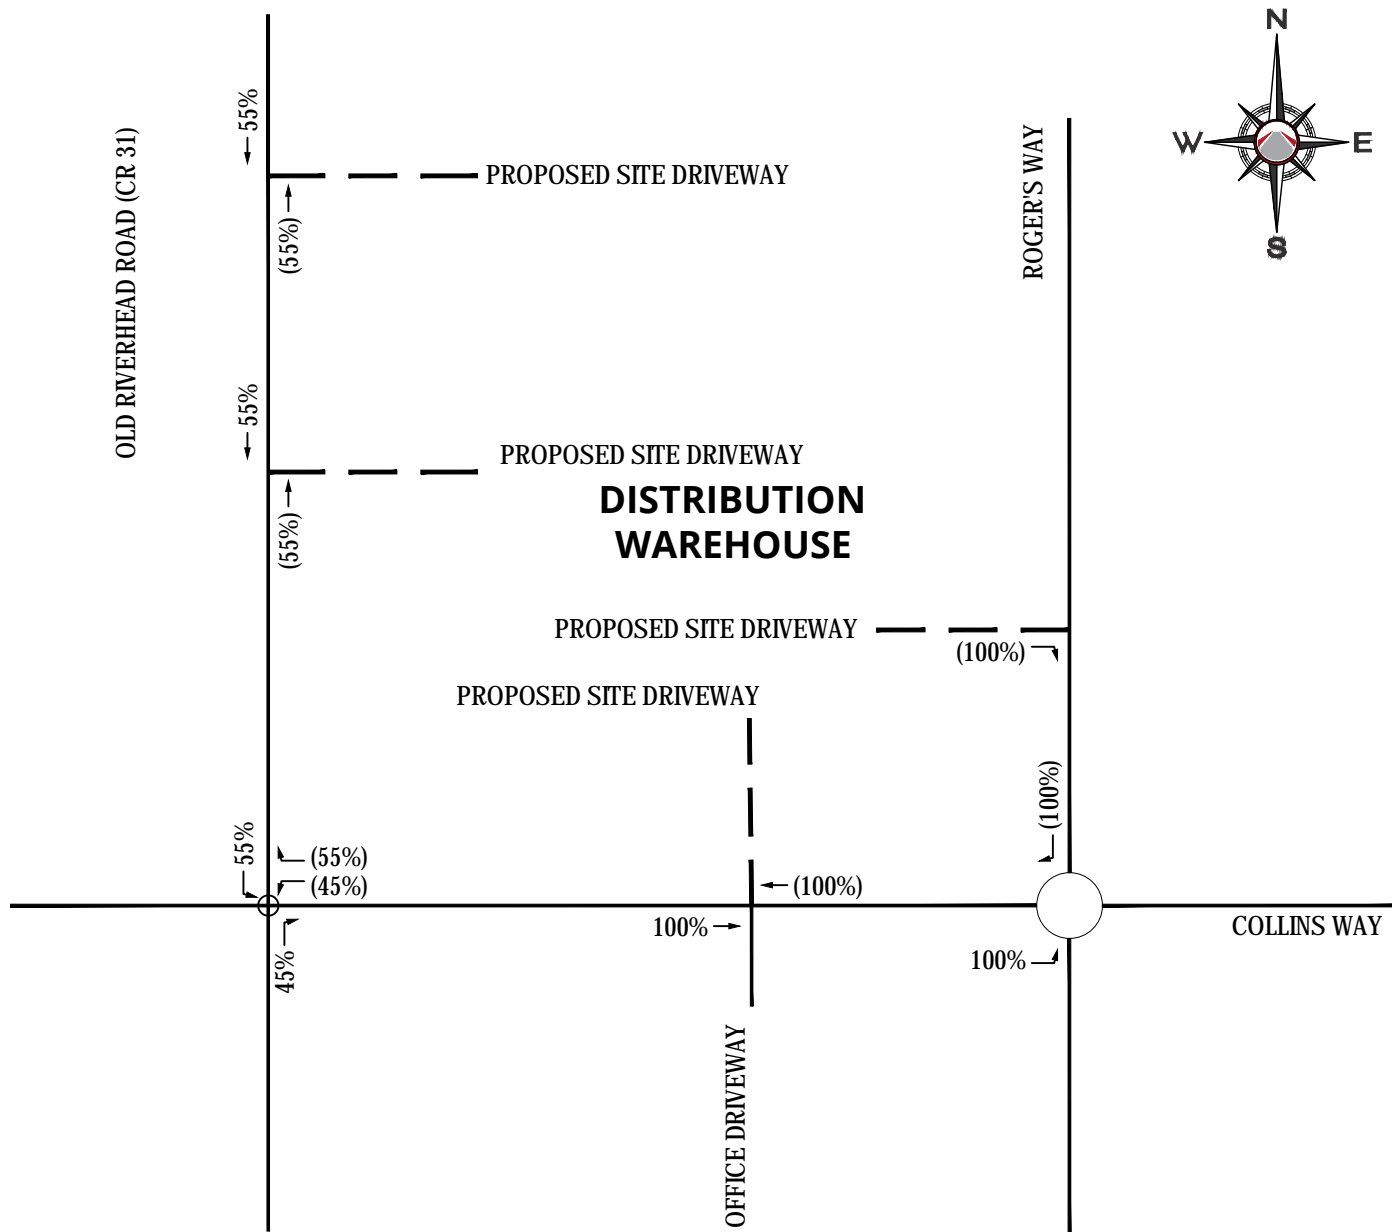 N
W
E
S
55%
OLD RIVERHEAD ROAD (CR 31)
ROGER'S WAY
PROPOSED SITE DRIVEWAY
(55%)
55%
PROPOSED SITE DRIVEWAY
DISTRIBUTION
WAREHOUSE
(55%)
PROPOSED SITE DRIVEWAY
(100%)
PROPOSED SITE DRIVEWAY
(100%)
55%
(55%)
(45%)
(100%)
100%
COLLINS WAY
45%
100%
OFFICE DRIVEWAY